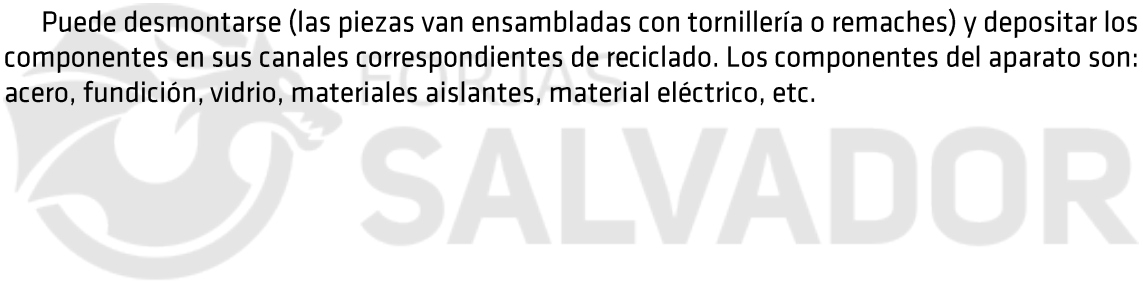 Puede desmontarse (las piezas van ensambladas con tornillería o remaches) y depositar los
componentes en sus canales correspondientes de reciclado. Los componentes del aparato son:
acero, fundición, vidrio, materiales aislantes, material eléctrico, etc.
FORJAS
SALVADOR